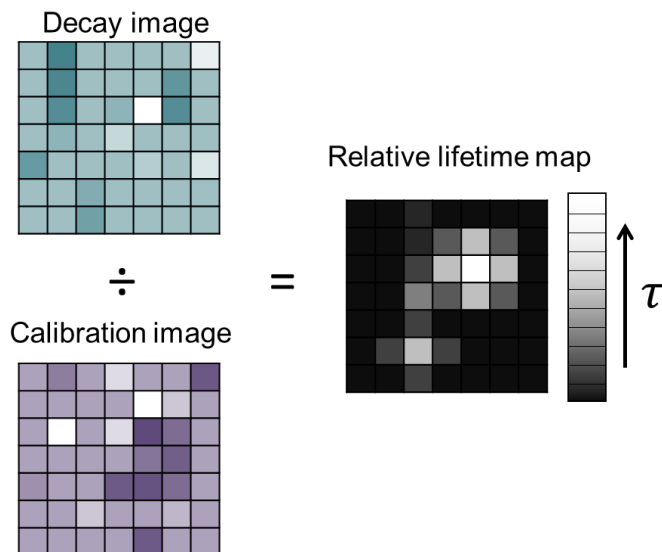 Decay image
÷
=
Relative lifetime map
τ
Calibration image